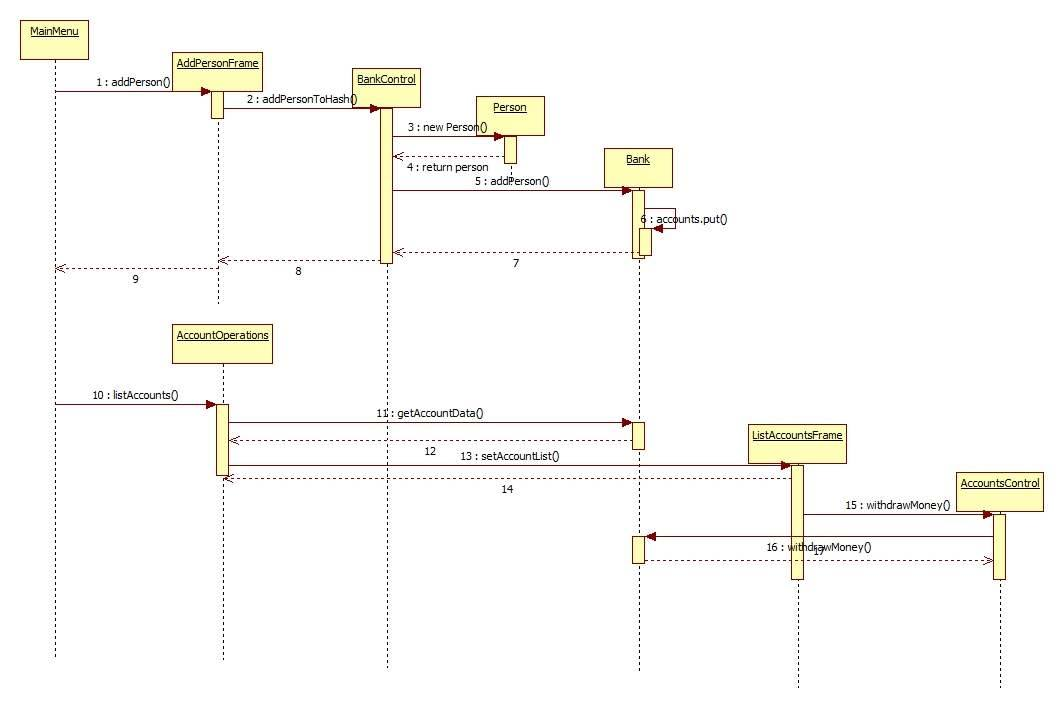 MainMenu
AddPersonFrame
1 : addPerson()
BankControl
2 : addPersonToHash()
Person
3 : new Person()
Bank
4 : return person
5 : addPerson()
6 : accounts.put()
7
8
9
AccountOperations
10 : listAccounts()
11 : getAccountData()
ListAccountsFrame
12
13 : setAccountList()
AccountsControl
14
15 : withdrawMoney()
16 : withdrawMoney()
17